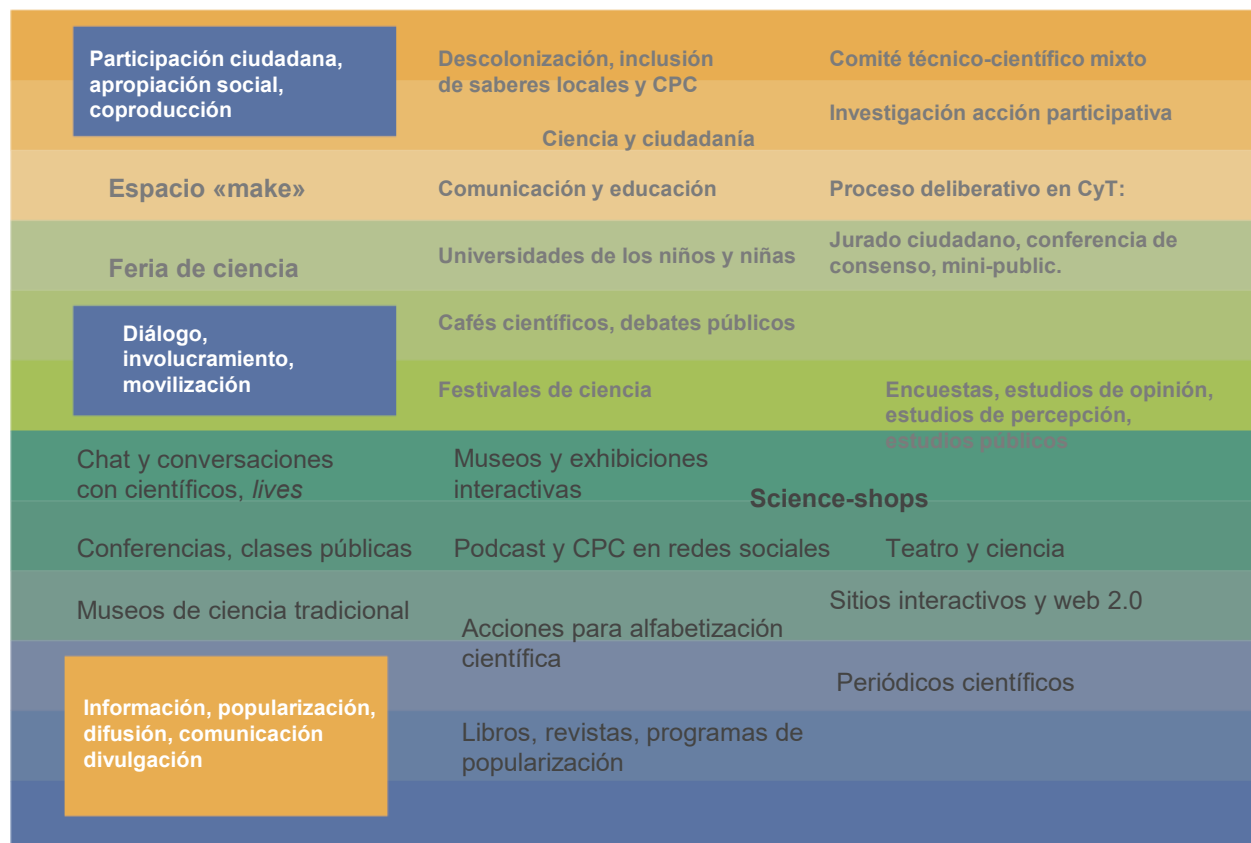 Participación ciudadana,
apropiación social,
coproducción
Descolonización, inclusión
de saberes locales y CPC
Comité técnico-científico mixto
Investigación acción participativa
Ciencia y ciudadanía
Espacio «make»
Comunicación y educación
Proceso deliberativo en CyT:
Feria de ciencia
Universidades de los niños y niñas
Jurado ciudadano, conferencia de
consenso, mini-public.
Diálogo,
involucramiento,
movilización
Cafés científicos, debates públicos
Festivales de ciencia
Encuestas, estudios de opinión,
estudios de percepción,
estudios públicos
Chat y conversaciones
con científicos, lives
Museos y exhibiciones
interactivas
Science-shops
Conferencias, clases públicas
Podcast y CPC en redes sociales
Teatro y ciencia
Museos de ciencia tradicional
Acciones para alfabetización
científica
Sitios interactivos y web 2.0
Periódicos científicos
Información, popularización,
difusión, comunicación
divulgación
Libros, revistas, programas de
popularización